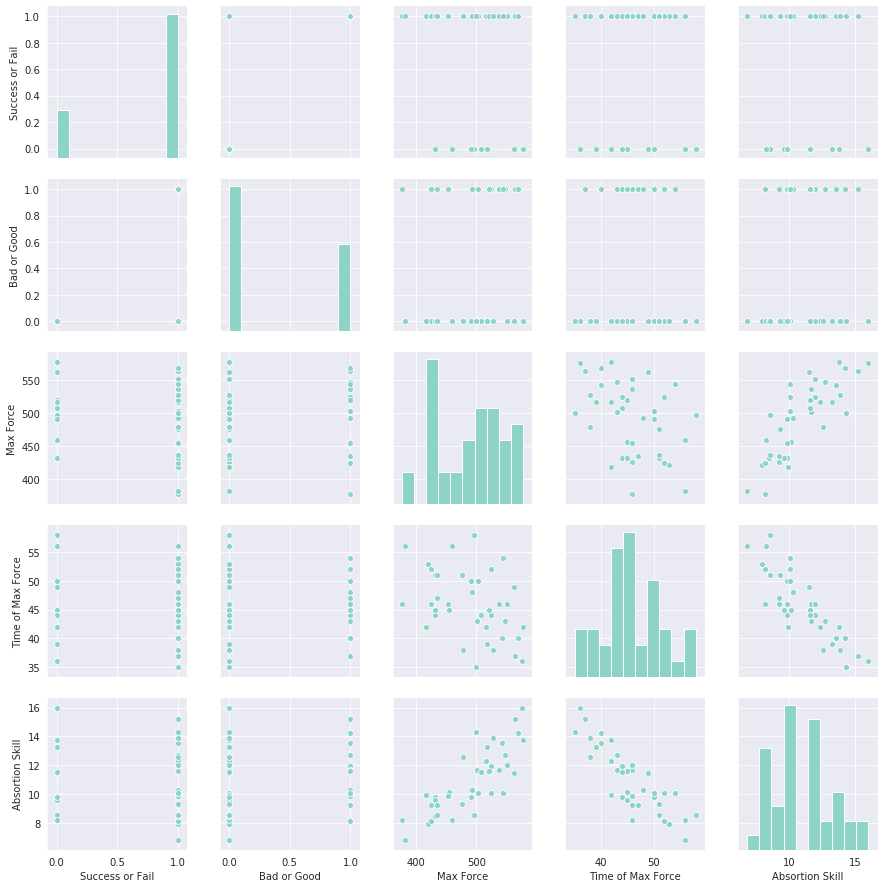 1.0
0.8
0.6
0.4
0.2
0.0
Success or Fail
1.0
0.8
0.6
0.4
0.2
0.0
Bad or Good
550
500
450
400
Max Force
55
50
45
40
35
Time of Max Force
16
14
12
10
8
Absortion Skill
0.0 0.5 1.0
Success or Fail
0.0 0.5 1.0
Bad or Good
400 500
Max Force
40 50
Time of Max Force
10 15
Absortion Skill